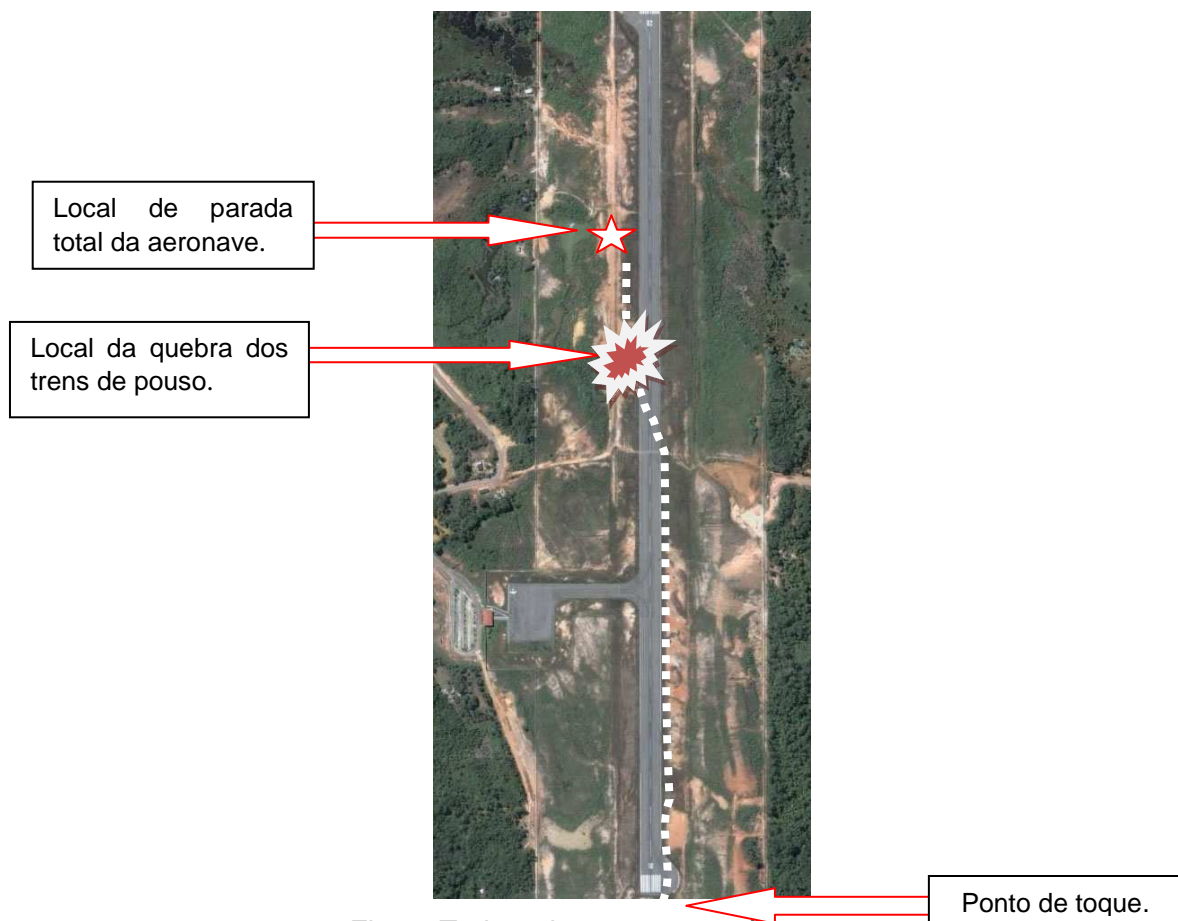 Local de parada
total da aeronave.
Local da quebra dos
trens de pouso.
Ponto de toque.